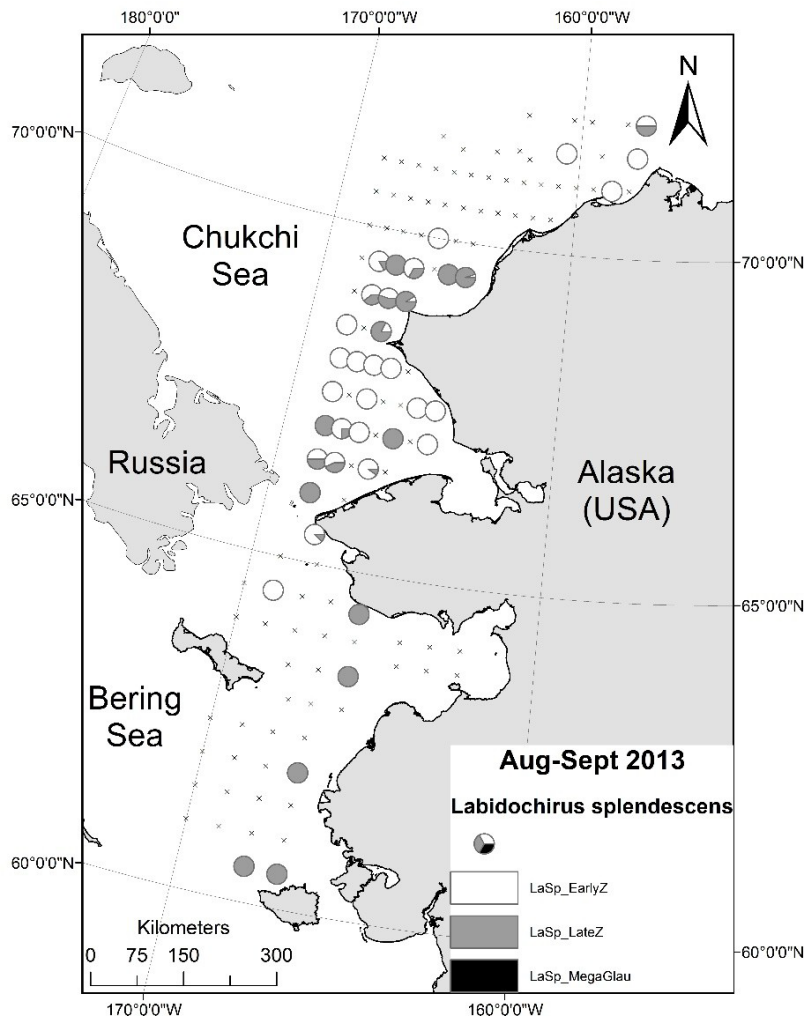 180°0'0"
170°0'0"W
160°0'0"W
N
70°0'0"N
Chukchi
Sea
70°0'0"N
Russia
Alaska
(USA)
65°0'0"N
65°0'0"N
Bering
Sea
Aug-Sept 2013
Labidochirus splendescens
LaSp_EarlyZ
LaSp_LateZ
LaSp_MegaGlau
60°0'0"N
60°0'0"N
Kilometers
0 75 150 300
170°0'0"W
160°0'0"W